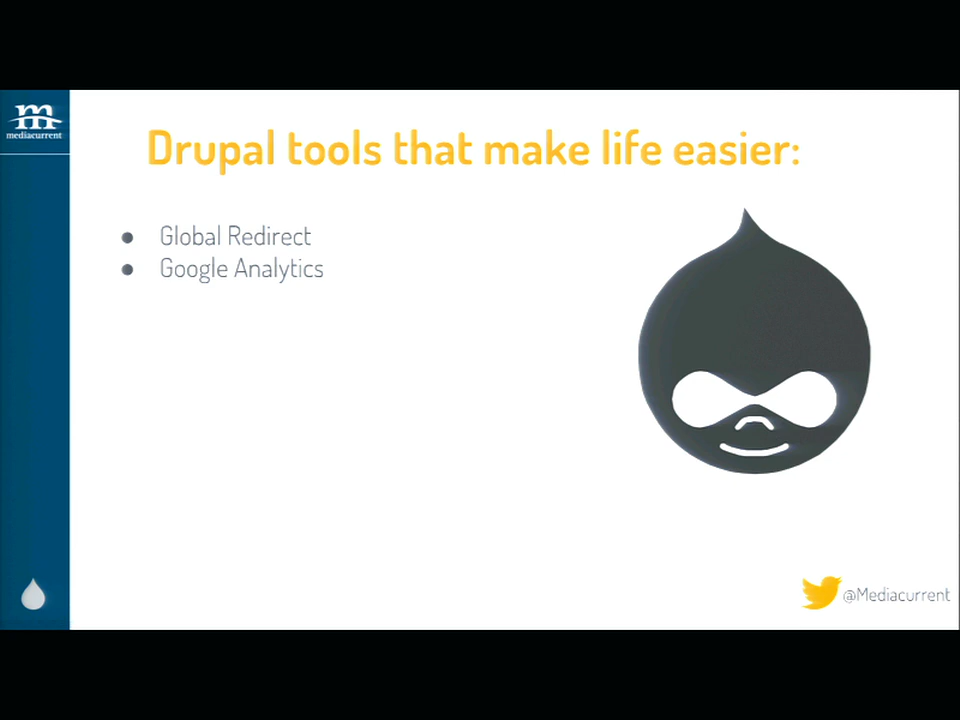 m
mediacurrent
Drupal tools that make life easier:
● Global Redirect
● Google Analytics
@Mediacurrent